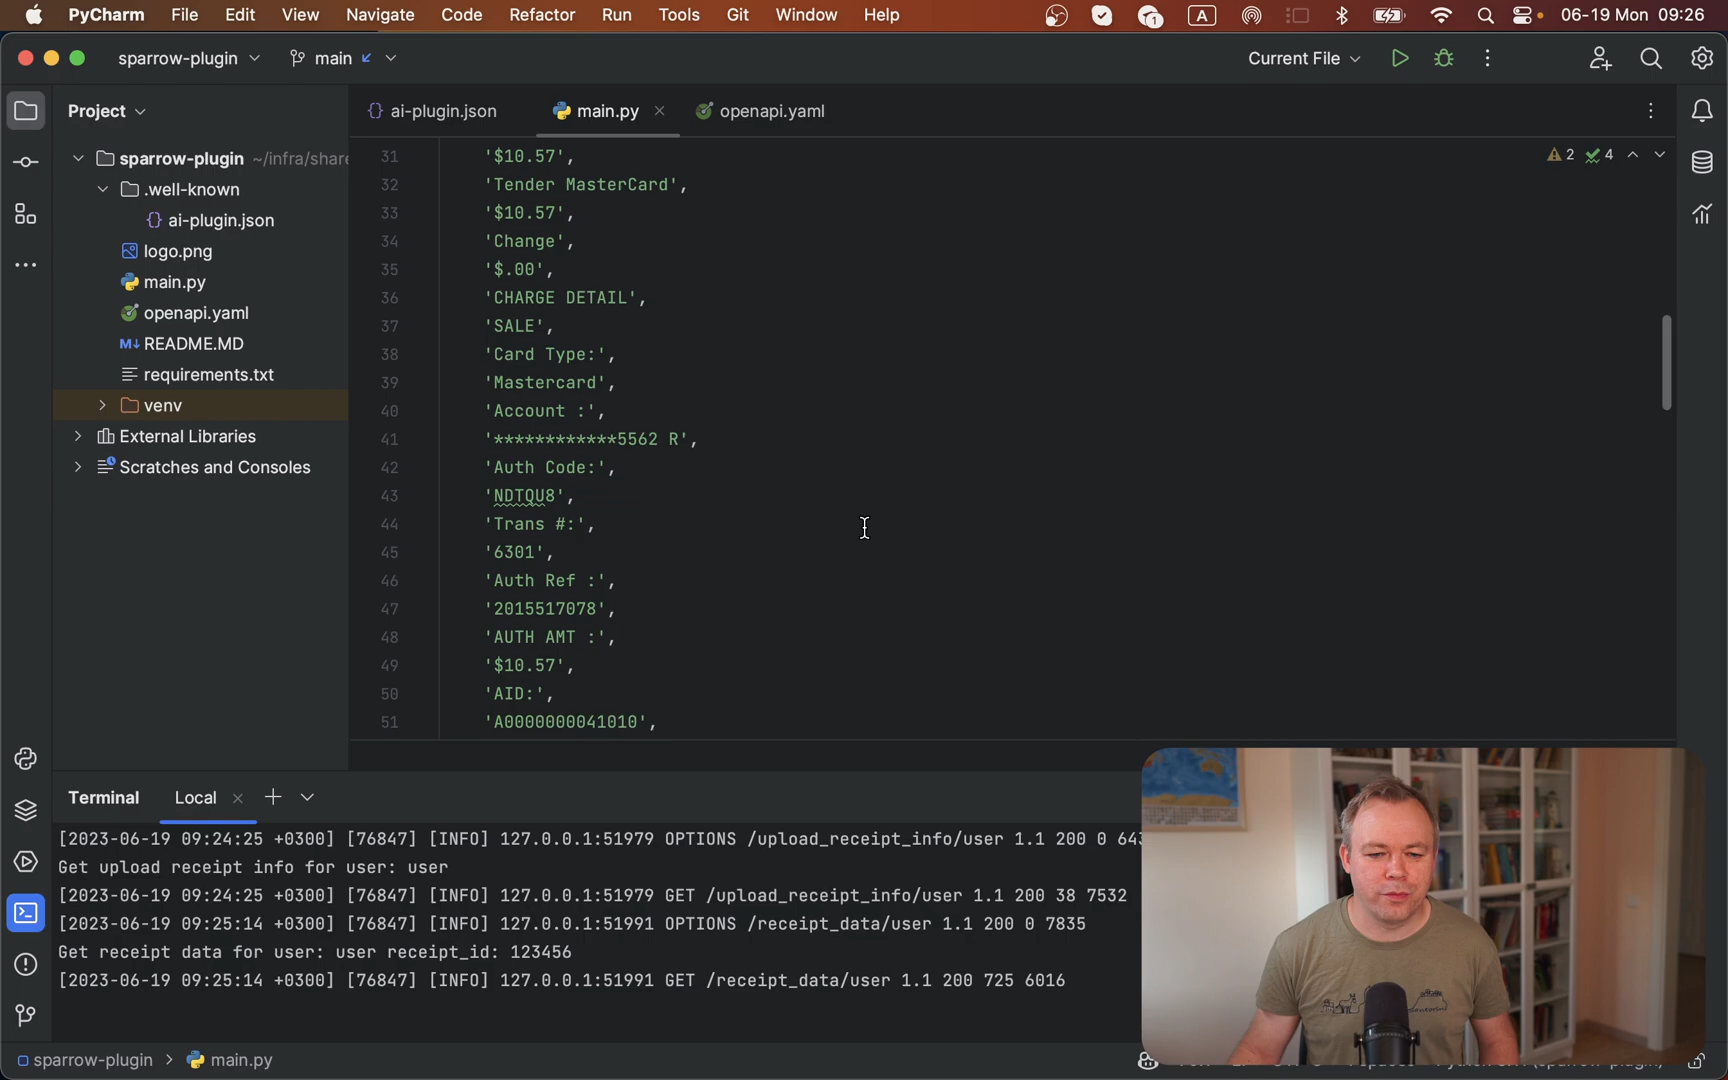 PyCharm File Edit View Navigate Code Refactor Run Tools Git Window Help 1 A 06-19 Mon 09:26
sparrow-plugin main Current File
Project ai-plugin.json main.py openapi.yaml
sparrow-plugin ~/infra/share
.well-known
ai-plugin.json
logo.png
main.py
openapi.yaml
README.MD
requirements.txt
venv
External Libraries
Scratches and Consoles
2 4
31 '$10.57',
32 'Tender MasterCard',
33 '$10.57',
34 'Change',
35 '$.00',
36 'CHARGE DETAIL',
37 'SALE',
38 'Card Type:',
39 'Mastercard',
40 'Account :',
41 '************5562 R',
42 'Auth Code:',
43 'NDTQU8',
44 'Trans #:',
45 '6301',
46 'Auth Ref :',
47 '2015517078',
48 'AUTH AMT :',
49 '$10.57',
50 'AID:',
51 'A0000000041010',
Terminal Local
[2023-06-19 09:24:25 +0300] [76847] [INFO] 127.0.0.1:51979 OPTIONS /upload_receipt_info/user 1.1 200 0 643
Get upload receipt info for user: user
[2023-06-19 09:24:25 +0300] [76847] [INFO] 127.0.0.1:51979 GET /upload_receipt_info/user 1.1 200 38 7532
[2023-06-19 09:25:14 +0300] [76847] [INFO] 127.0.0.1:51991 OPTIONS /receipt_data/user 1.1 200 0 7835
Get receipt data for user: user receipt_id: 123456
[2023-06-19 09:25:14 +0300] [76847] [INFO] 127.0.0.1:51991 GET /receipt_data/user 1.1 200 725 6016
sparrow-plugin > main.py